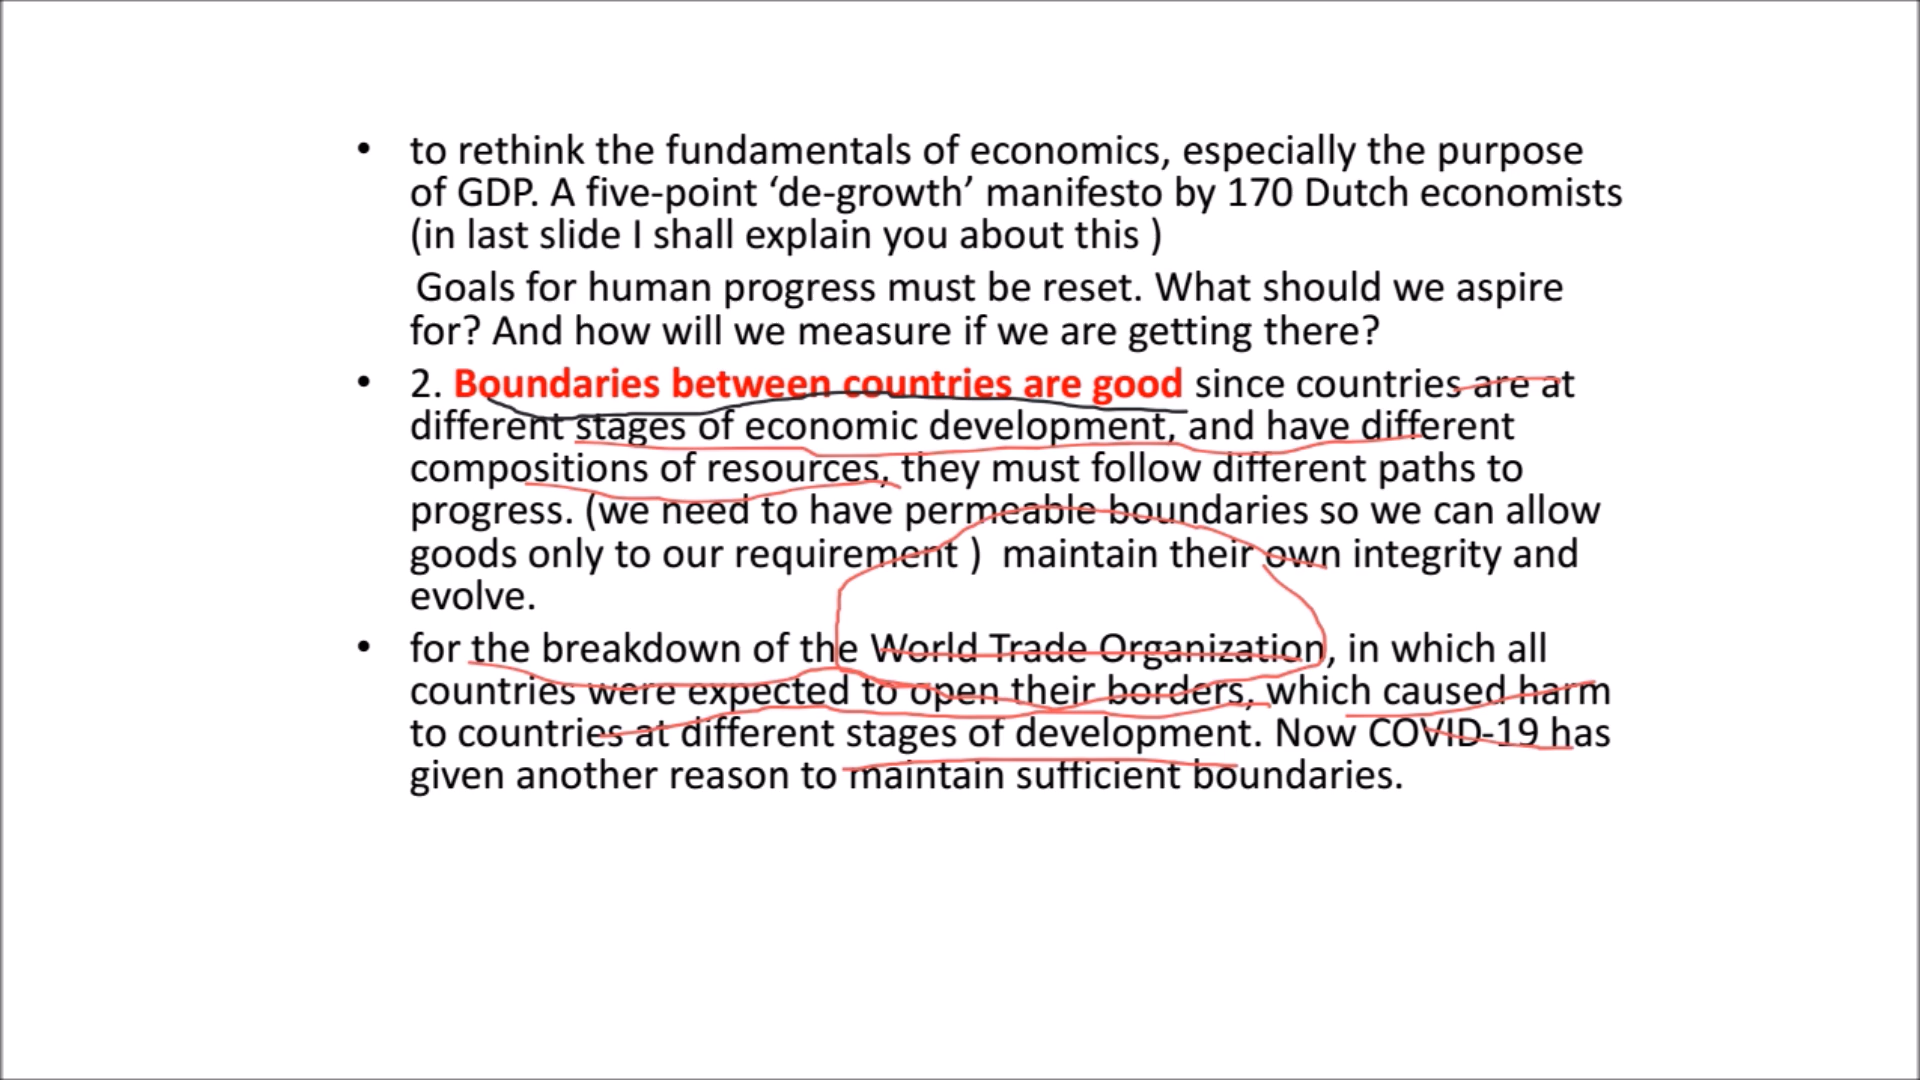 • to rethink the fundamentals of economics, especially the purpose
of GDP. A five-point ‘de-growth’ manifesto by 170 Dutch economists
(in last slide I shall explain you about this )
Goals for human progress must be reset. What should we aspire
for? And how will we measure if we are getting there?
• 2. Boundaries between countries are good since countries are at
different stages of economic development, and have different
compositions of resources, they must follow different paths to
progress. (we need to have permeable boundaries so we can allow
goods only to our requirement ) maintain their own integrity and
evolve.
• for the breakdown of the World Trade Organization, in which all
countries were expected to open their borders, which caused harm
to countries at different stages of development. Now COVID-19 has
given another reason to maintain sufficient boundaries.